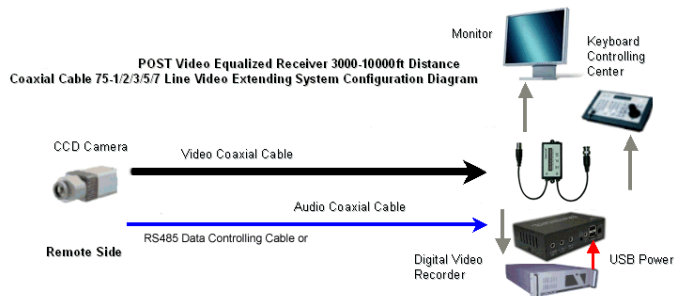 Monitor
Keyboard
Controlling
Center
POST Video Equalized Receiver 3000-10000ft Distance
Coaxial Cable 75-1/2/3/5/7 Line Video Extending System Configuration Diagram
CCD Camera
Video Coaxial Cable
Audio Coaxial Cable
RS485 Data Controlling Cable or
Remote Side
Digital Video
Recorder
USB Power